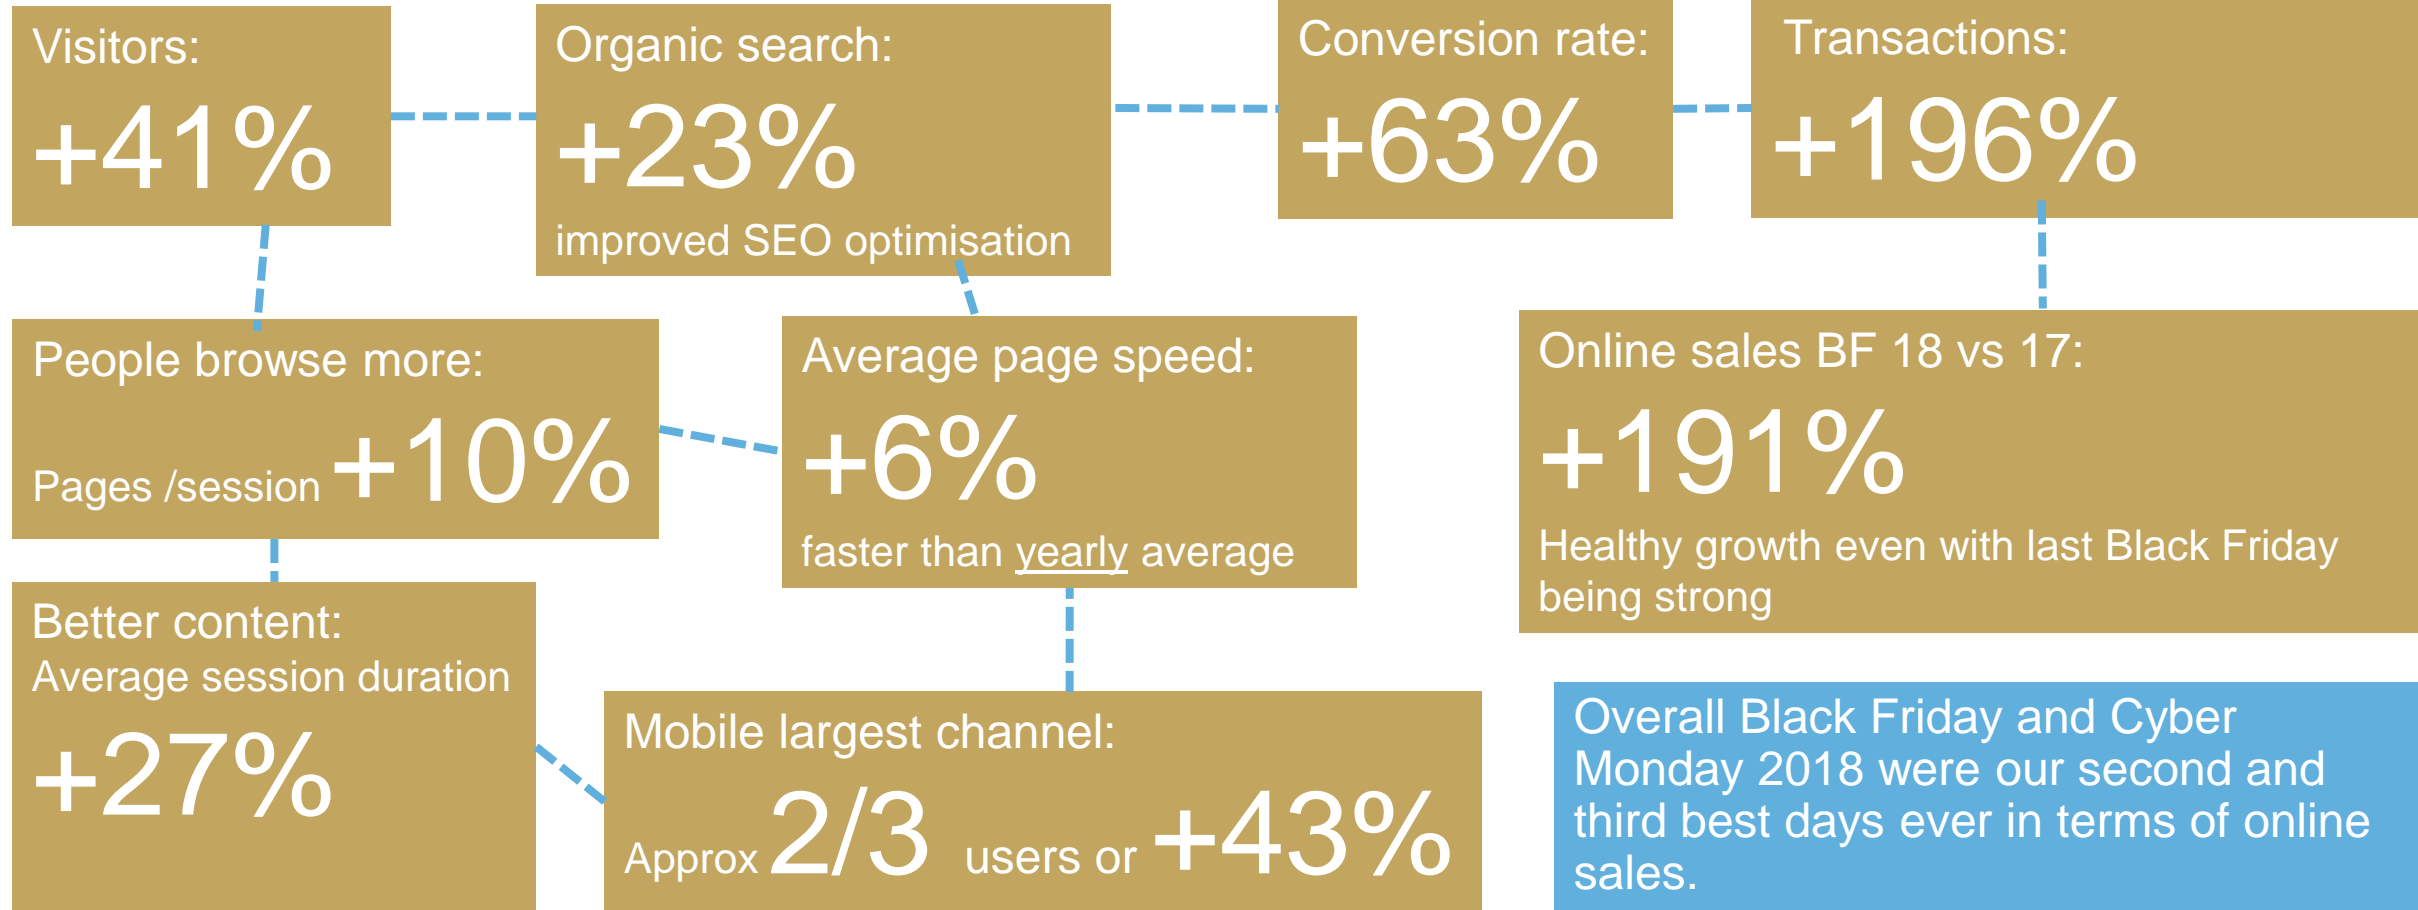 Visitors:
+41%
Organic search:
+23%
improved SEO optimisation
Conversion rate:
+63%
Transactions:
+196%
People browse more:
Pages /session +10%
Average page speed:
+6%
faster than yearly average
Online sales BF 18 vs 17:
+191%
Healthy growth even with last Black Friday
being strong
Better content:
Average session duration
+27%
Mobile largest channel:
Approx 2/3 users or +43%
Overall Black Friday and Cyber
Monday 2018 were our second and
third best days ever in terms of online
sales.